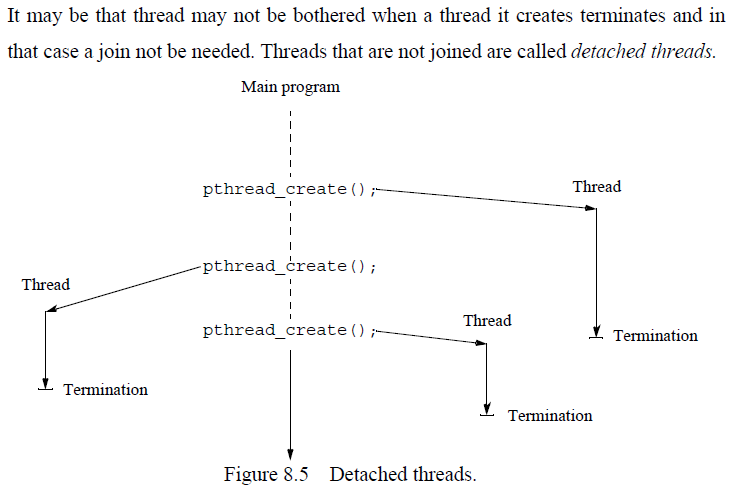 It may be that thread may not be bothered when a thread it creates terminates and in
that case a join not be needed. Threads that are not joined are called detached threads.
Main program
pthread_create();
Thread
pthread_create();
Thread
pthread_create();
Thread
Termination
Termination
Termination
Figure 8.5 Detached threads.